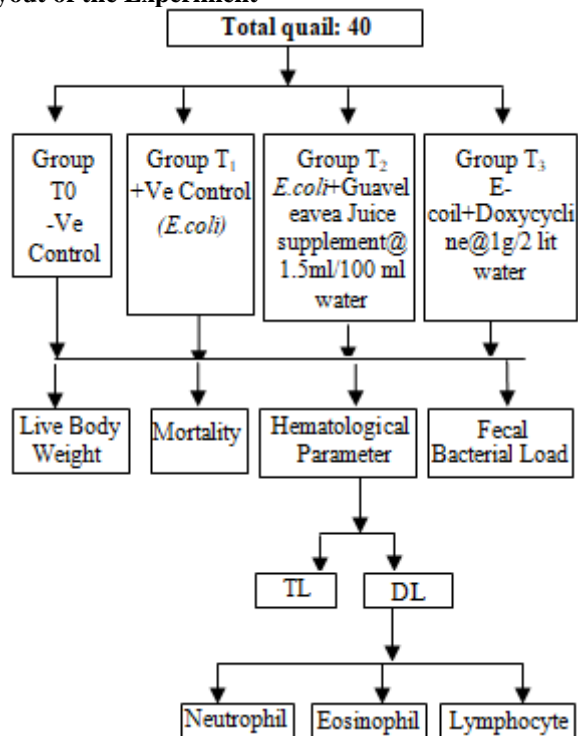 yout of the Experiment
Total quail: 40
Group
T0
-Ve
Control
Group T1
+Ve Control
(E.coli)
Group T2
E.coli+Guavel
eavea Juice
supplement@
1.5ml/100 ml
water
Group T3
E-
coil+Doxycycli
ne@1g/2 lit
water
Live Body
Weight
Mortality
Hematological
Parameter
Fecal
Bacterial Load
TL
DL
Neutrophil
Eosinophil
Lymphocyte